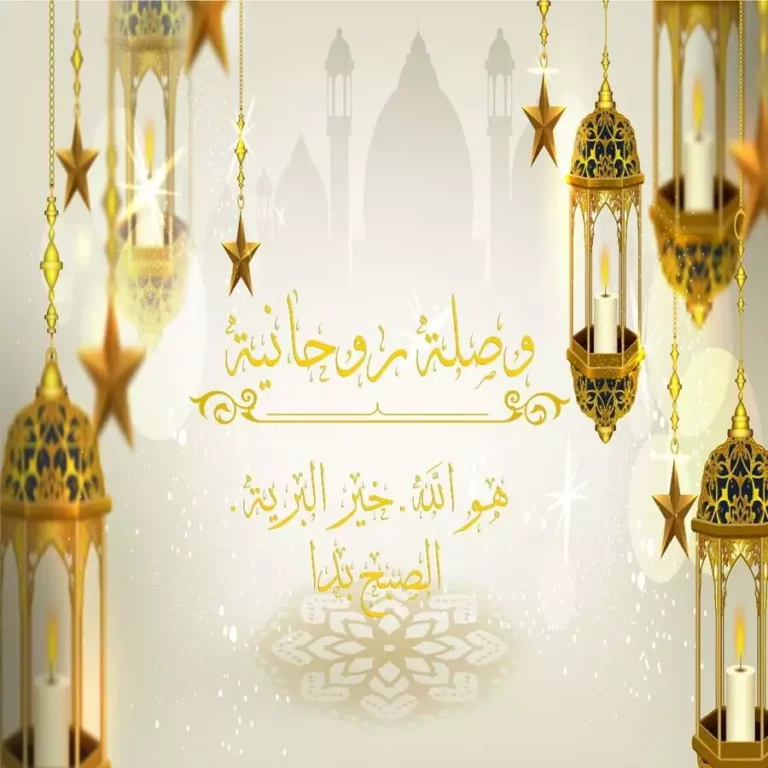 وصلة روحانية
هو الله . خير البرية .
الصبح بدا